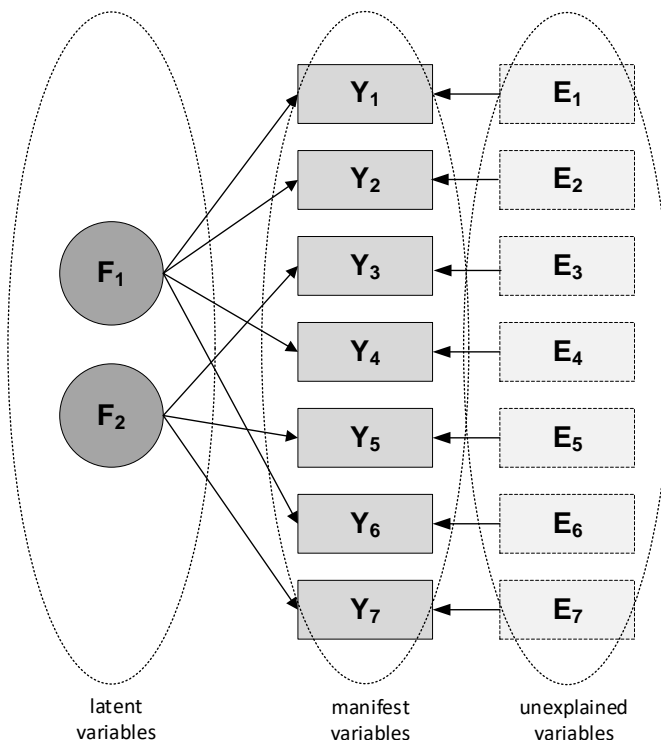 Y1
E1
Y2
E2
F1
Y3
E3
Y4
E4
F2
Y5
E5
Y6
E6
Y7
E7
latent
variables
manifest
variables
unexplained
variables